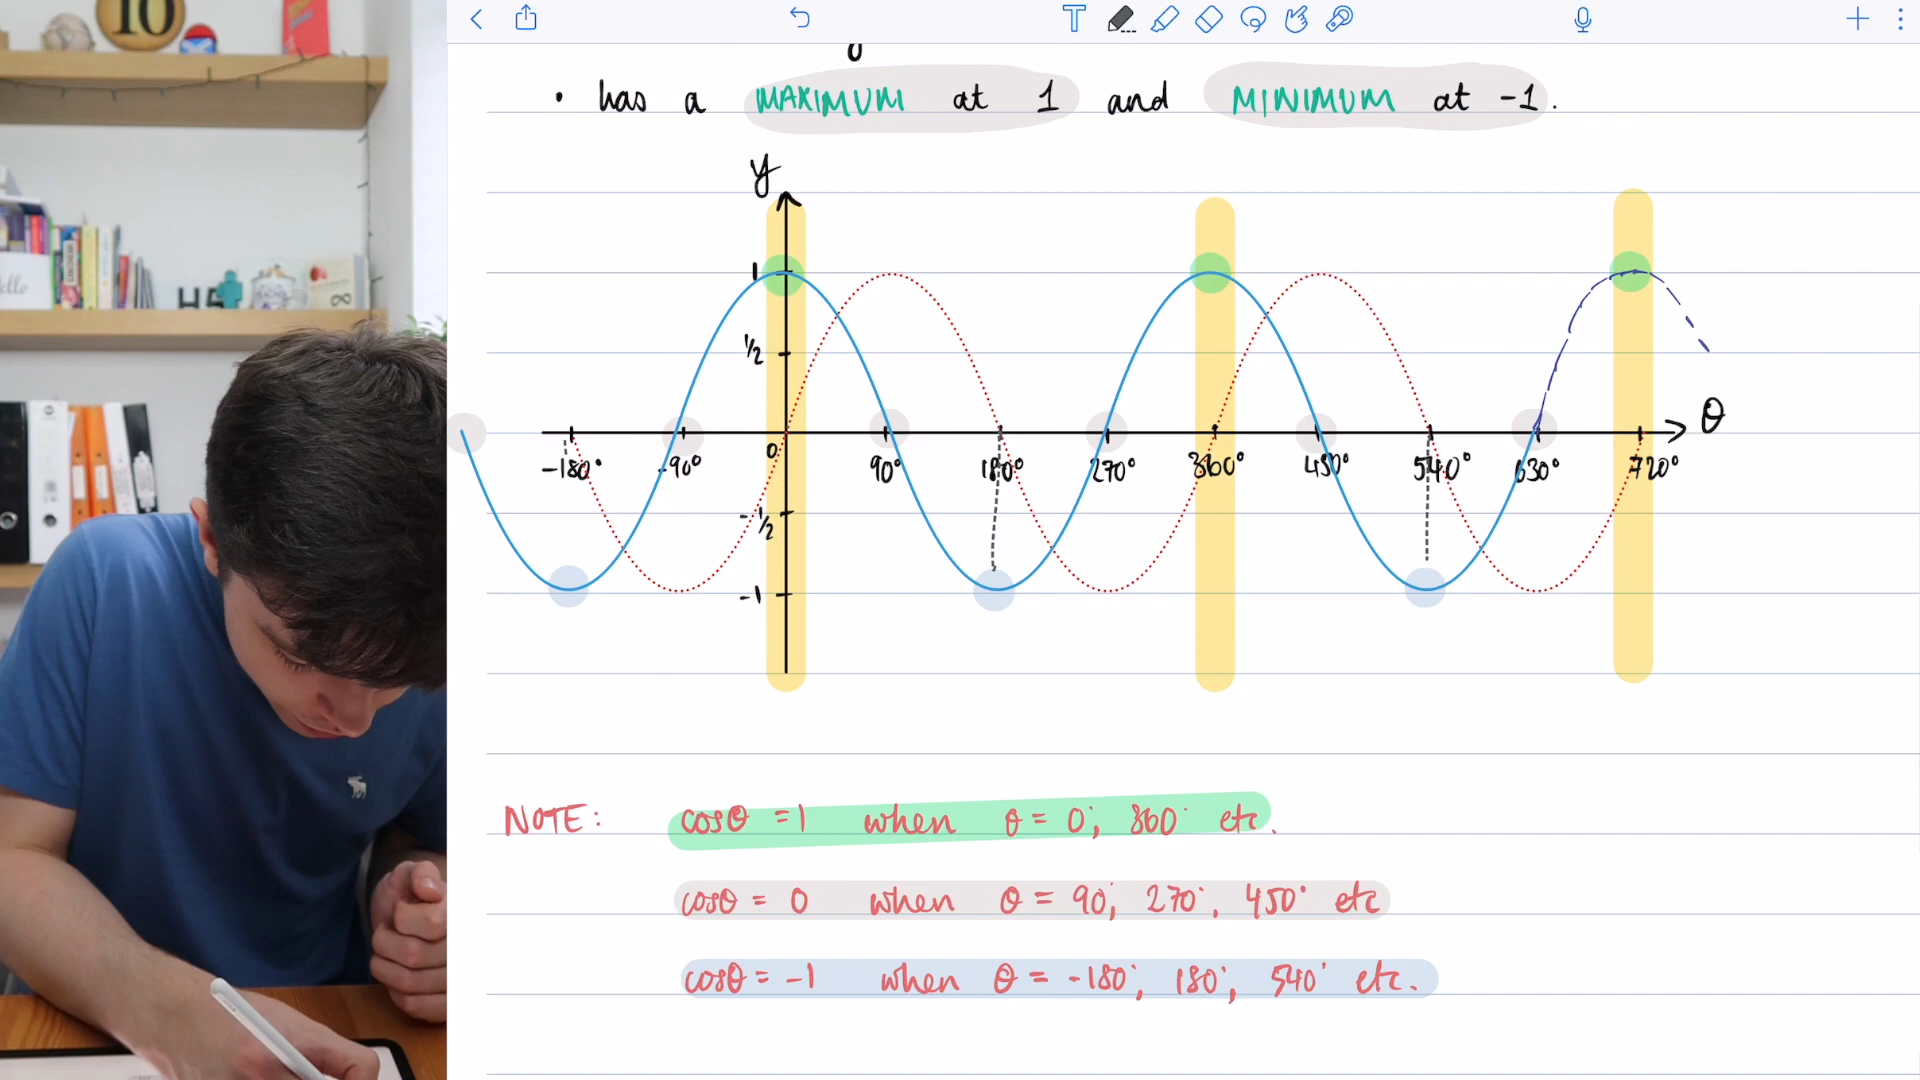 10
• has a MAXIMUM at 1 and MINIMUM at -1.
y
1
1/2
θ
-180° -90° 0 90° 180° 270° 360° 450° 540° 630° 720°
-1/2
-1
NOTE: cosθ = 1 when θ = 0°, 360° etc.
cosθ = 0 when θ = 90°, 270°, 450° etc
cosθ = -1 when θ = -180°, 180°, 540° etc.